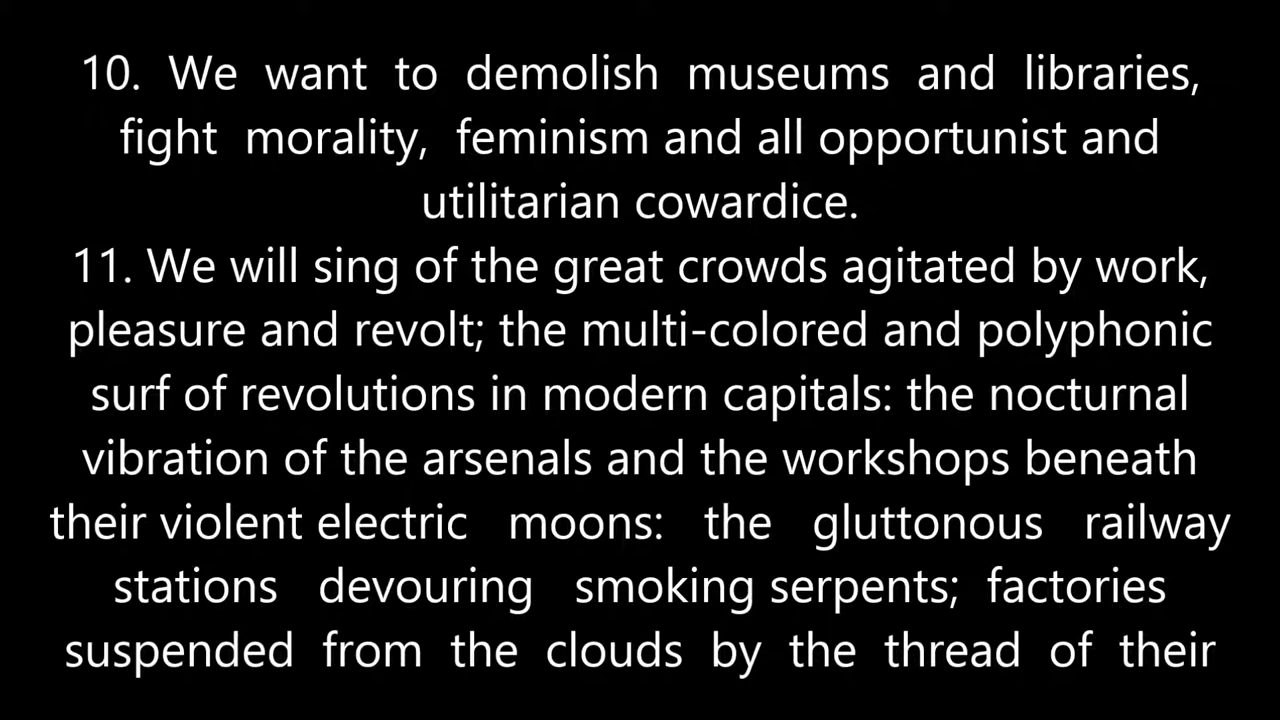 10. We want to demolish museums and libraries,
fight morality, feminism and all opportunist and
utilitarian cowardice.
11. We will sing of the great crowds agitated by work,
pleasure and revolt; the multi-colored and polyphonic
surf of revolutions in modern capitals: the nocturnal
vibration of the arsenals and the workshops beneath
their violent electric moons: the gluttonous railway
stations devouring smoking serpents; factories
suspended from the clouds by the thread of their